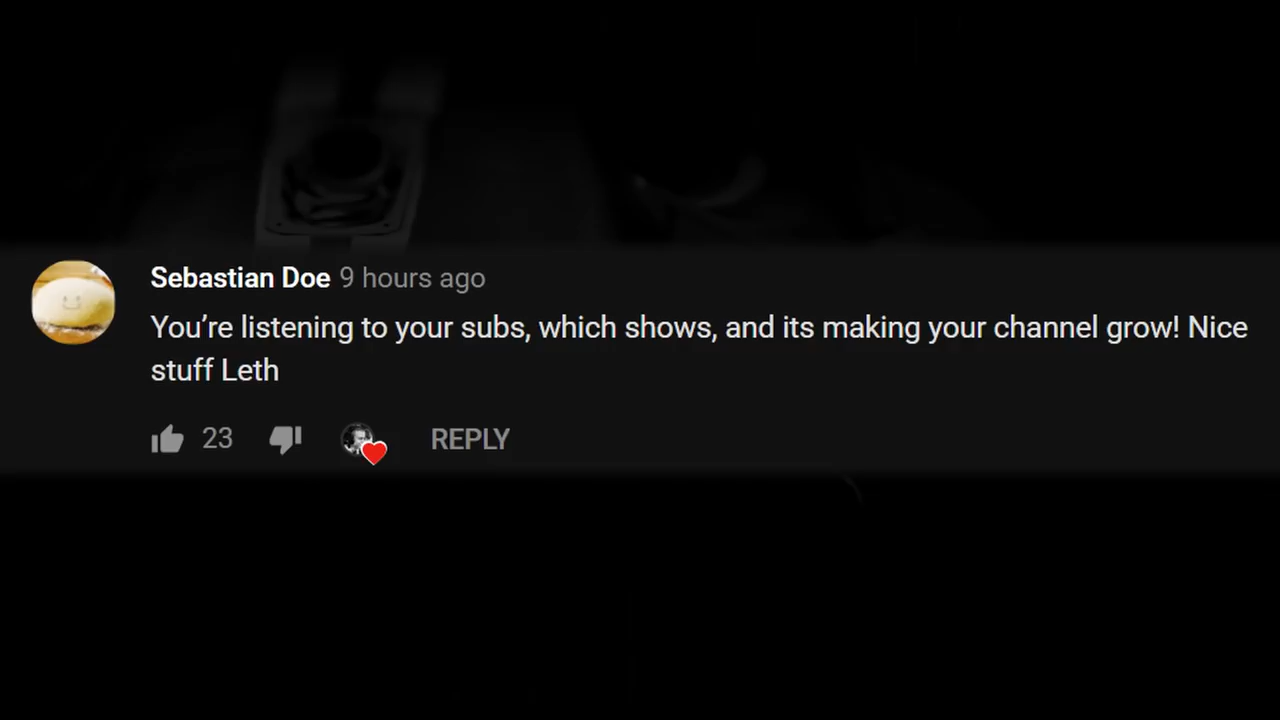 Sebastian Doe 9 hours ago
You’re listening to your subs, which shows, and its making your channel grow! Nice
stuff Leth
23 REPLY